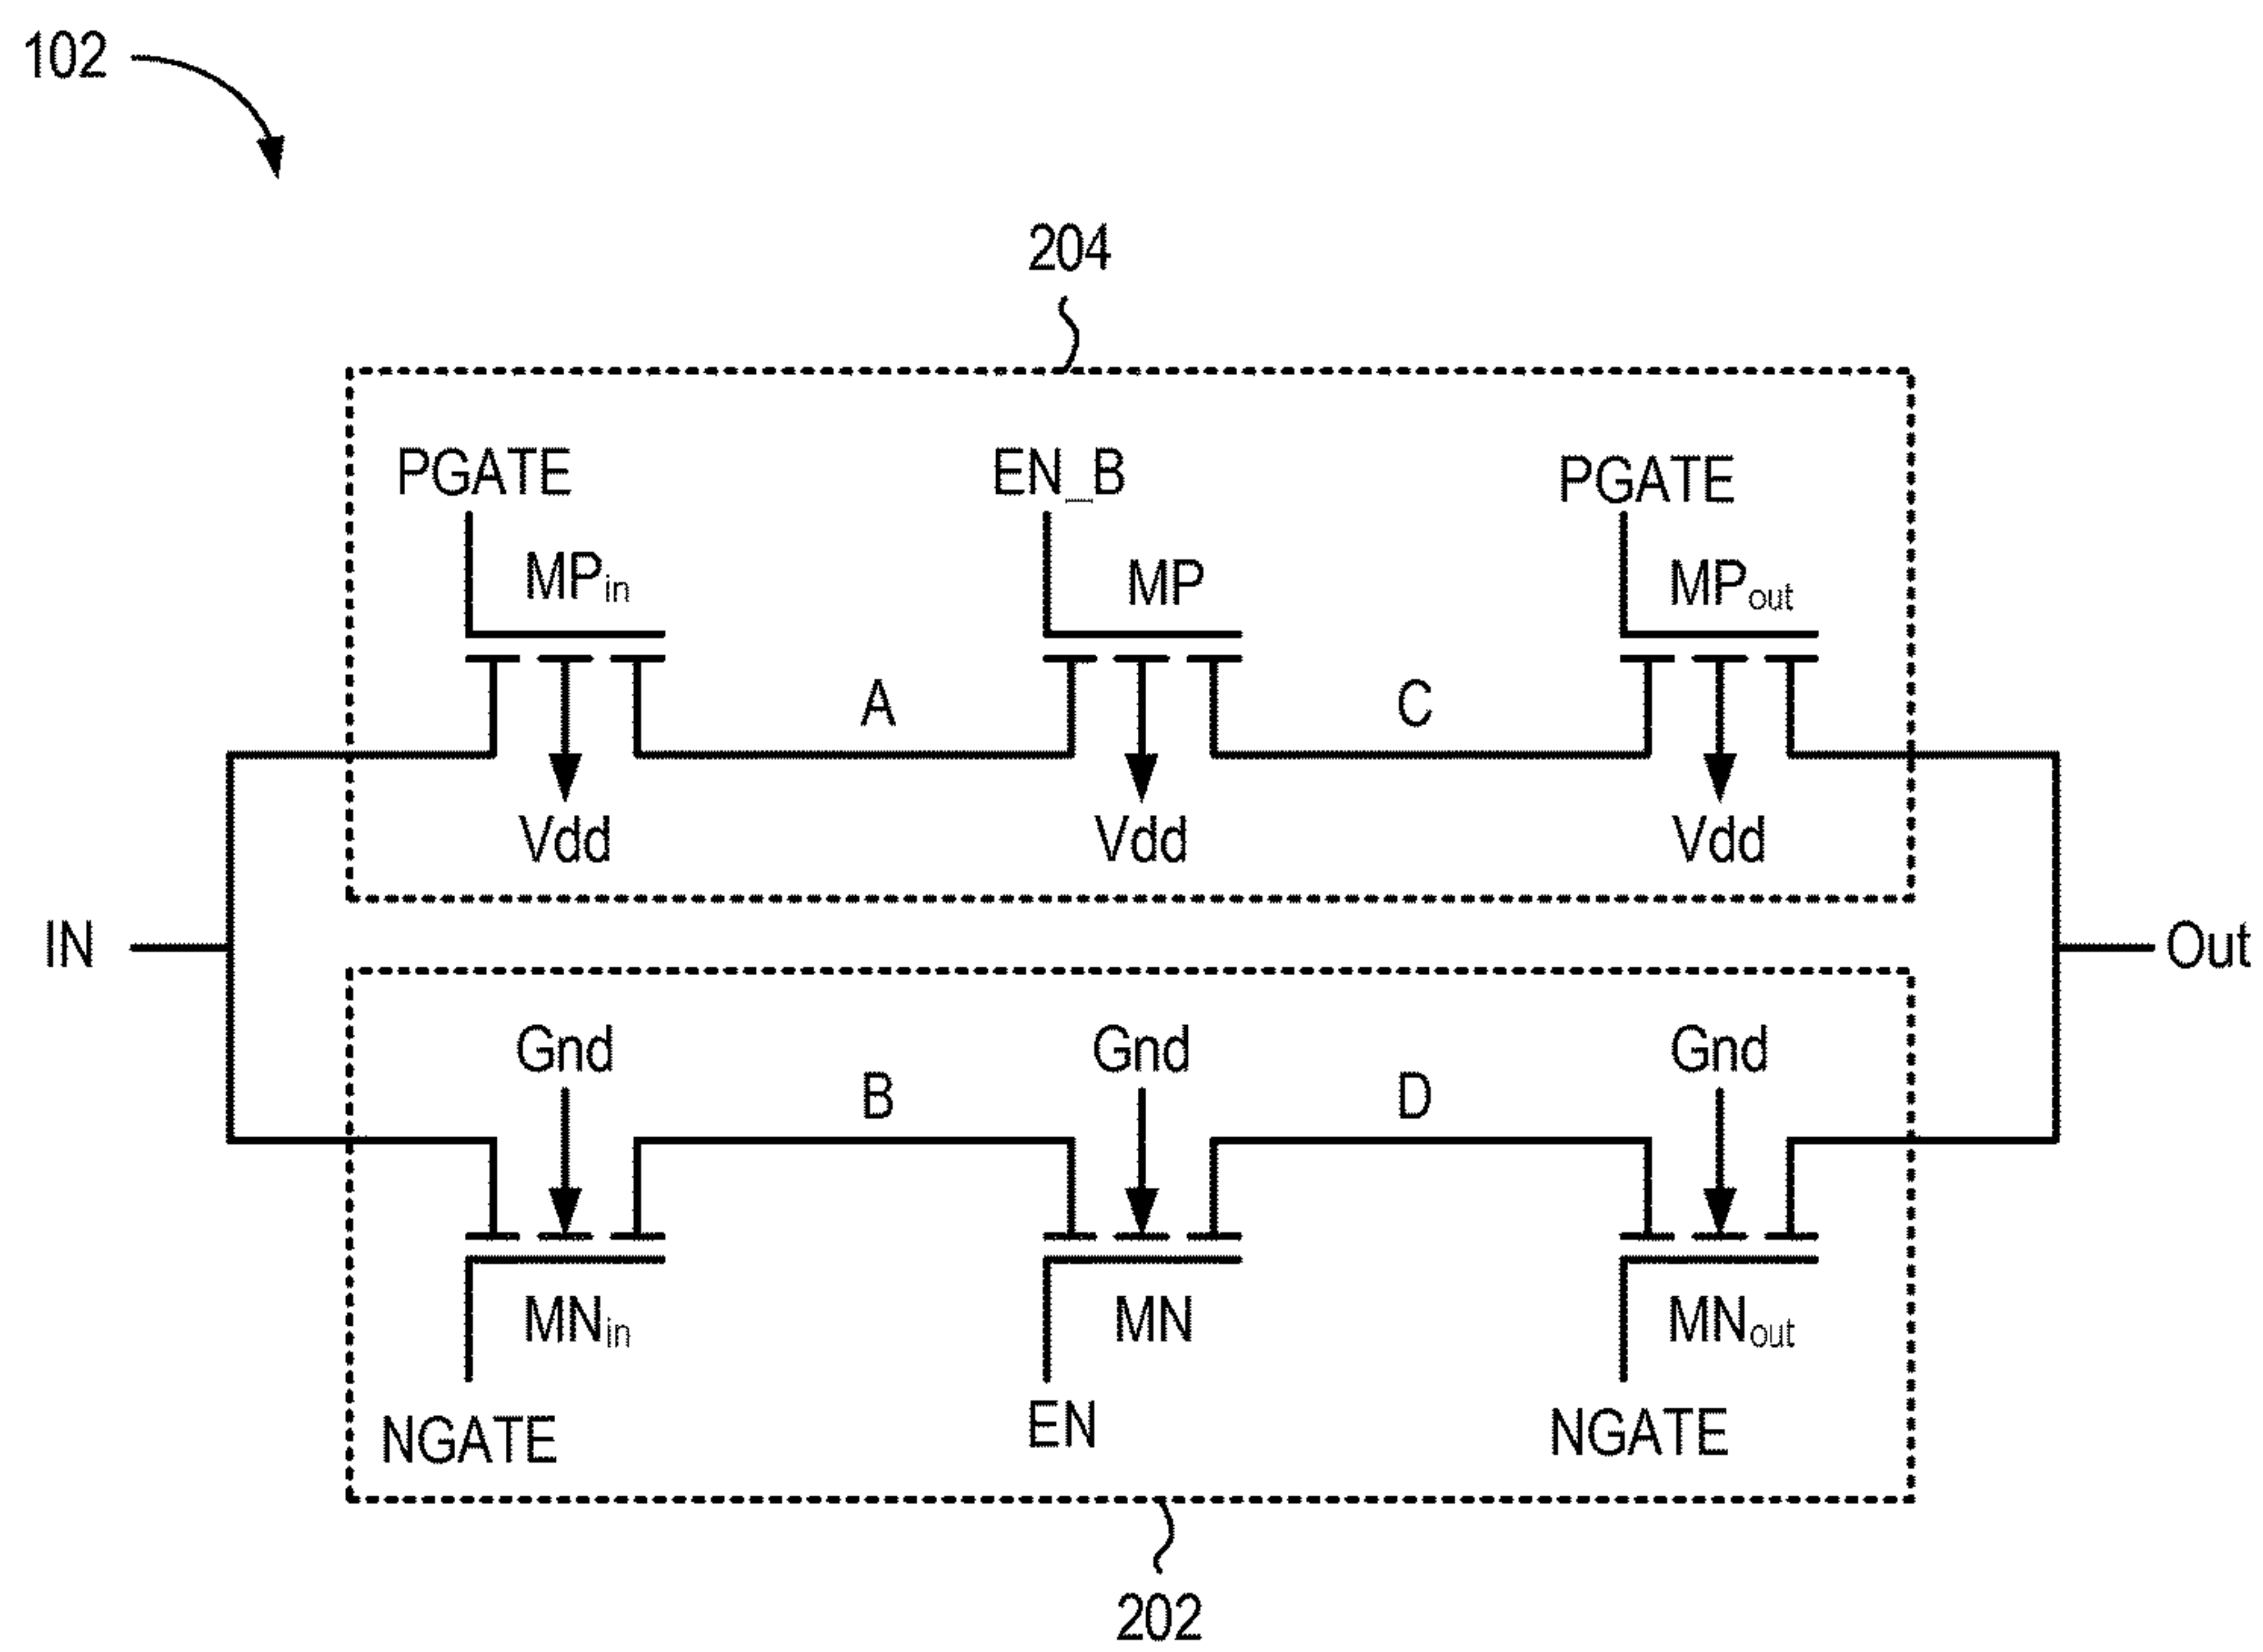 102
204
PGATE EN_B PGATE
MPin MP MPout
A C
Vdd Vdd Vdd
IN Out
Gnd Gnd Gnd
B D
MNin MN MNout
NGATE EN NGATE
202